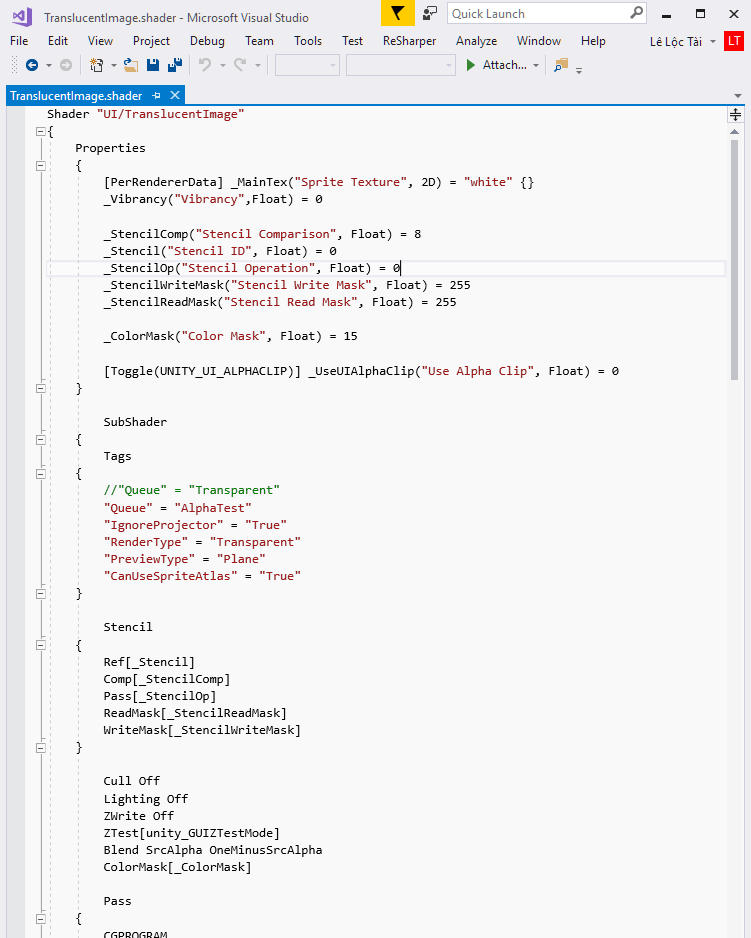 TranslucentImage.shader - Microsoft Visual Studio
Quick Launch
File Edit View Project Debug Team Tools Test ReSharper Analyze Window Help Lê Lộc Tài LT
Attach...
TranslucentImage.shader
Shader "UI/TranslucentImage"
{
Properties
{
[PerRendererData] _MainTex("Sprite Texture", 2D) = "white" {}
_Vibrancy("Vibrancy",Float) = 0
_StencilComp("Stencil Comparison", Float) = 8
_Stencil("Stencil ID", Float) = 0
_StencilOp("Stencil Operation", Float) = 0
_StencilWriteMask("Stencil Write Mask", Float) = 255
_StencilReadMask("Stencil Read Mask", Float) = 255
_ColorMask("Color Mask", Float) = 15
[Toggle(UNITY_UI_ALPHACLIP)] _UseUIAlphaClip("Use Alpha Clip", Float) = 0
}
SubShader
{
Tags
{
//"Queue" = "Transparent"
"Queue" = "AlphaTest"
"IgnoreProjector" = "True"
"RenderType" = "Transparent"
"PreviewType" = "Plane"
"CanUseSpriteAtlas" = "True"
}
Stencil
{
Ref[_Stencil]
Comp[_StencilComp]
Pass[_StencilOp]
ReadMask[_StencilReadMask]
WriteMask[_StencilWriteMask]
}
Cull Off
Lighting Off
ZWrite Off
ZTest[unity_GUIZTestMode]
Blend SrcAlpha OneMinusSrcAlpha
ColorMask[_ColorMask]
Pass
{
CGPROGRAM